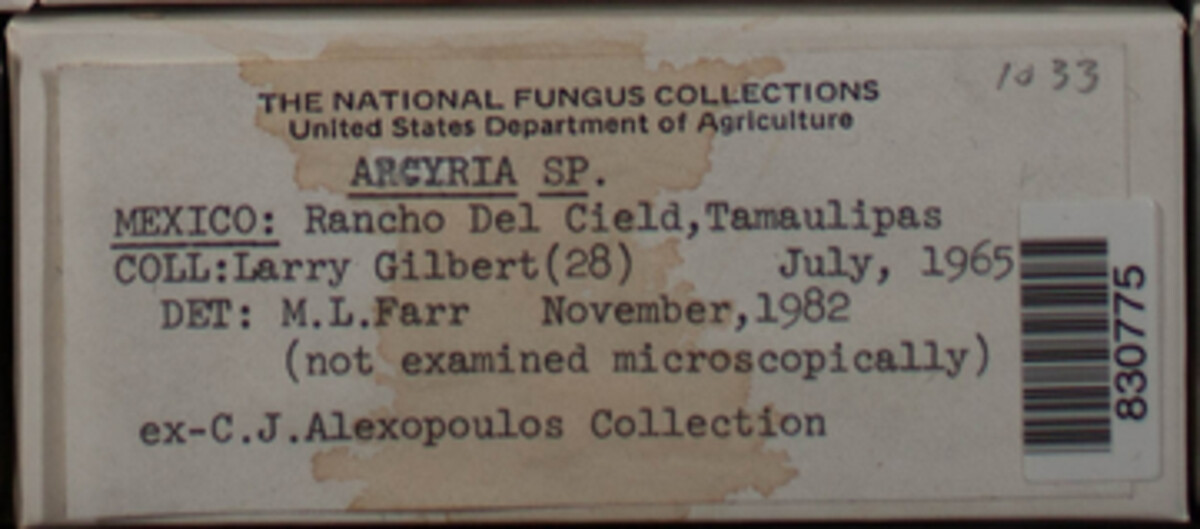 1033
THE NATIONAL FUNGUS COLLECTIONS
United States Department of Agriculture
ARCYRIA SP.
MEXICO: Rancho Del Cield,Tamaulipas
COLL:Larry Gilbert(28) July, 1965
DET: M.L.Farr November,1982
(not examined microscopically)
ex-C.J.Alexopoulos Collection
830775